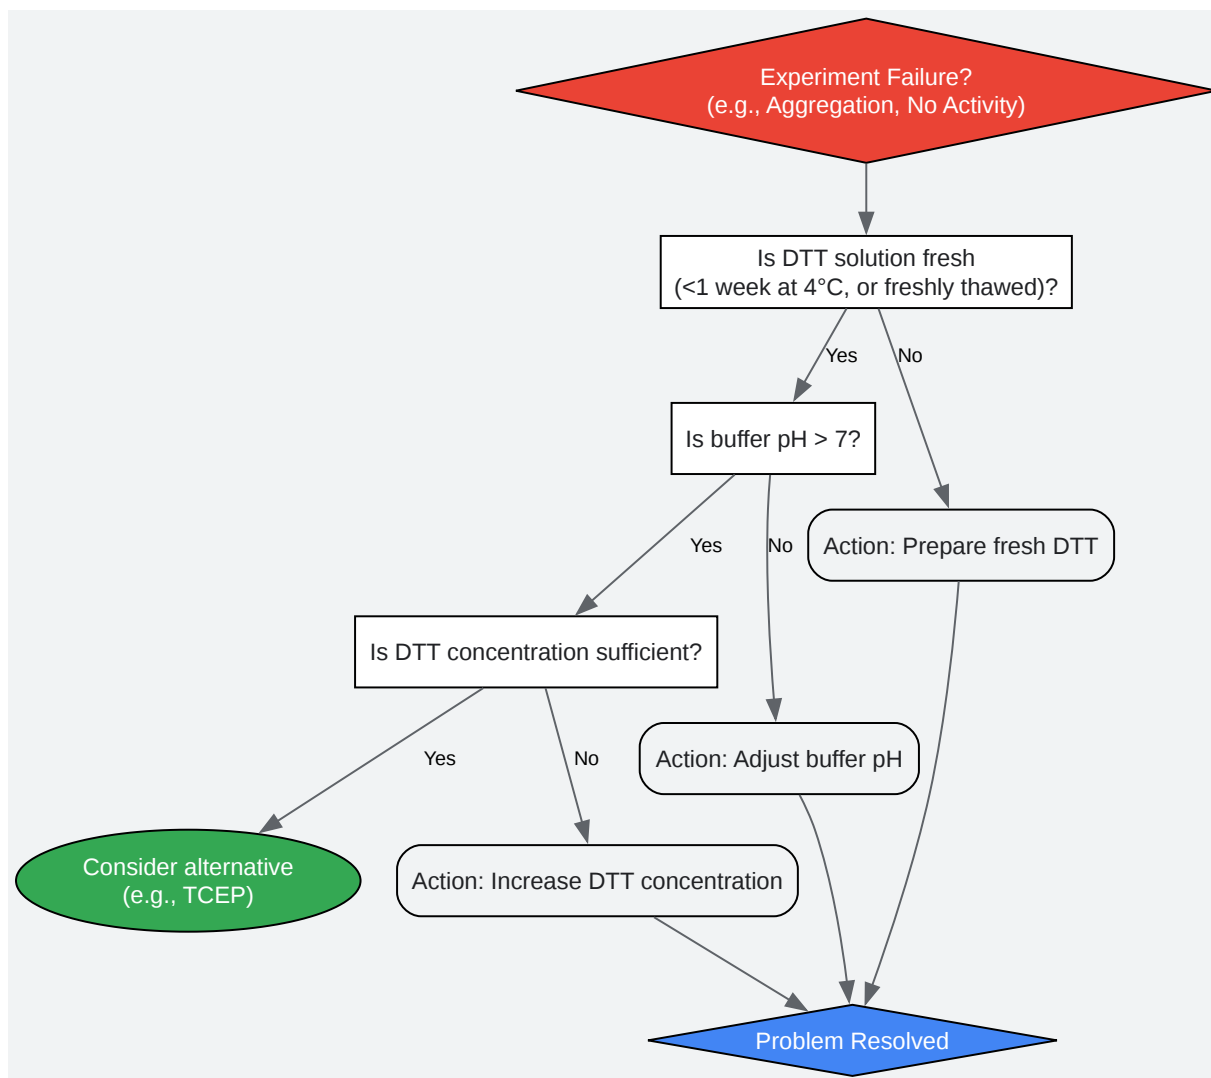 Experiment Failure?
(e.g., Aggregation, No Activity)
Is DTT solution fresh
(<1 week at 4°C, or freshly thawed)?
Yes
No
Is buffer pH > 7?
Yes
No
Action: Prepare fresh DTT
Is DTT concentration sufficient?
Yes
No
Action: Adjust buffer pH
Consider alternative
(e.g., TCEP)
Action: Increase DTT concentration
Problem Resolved